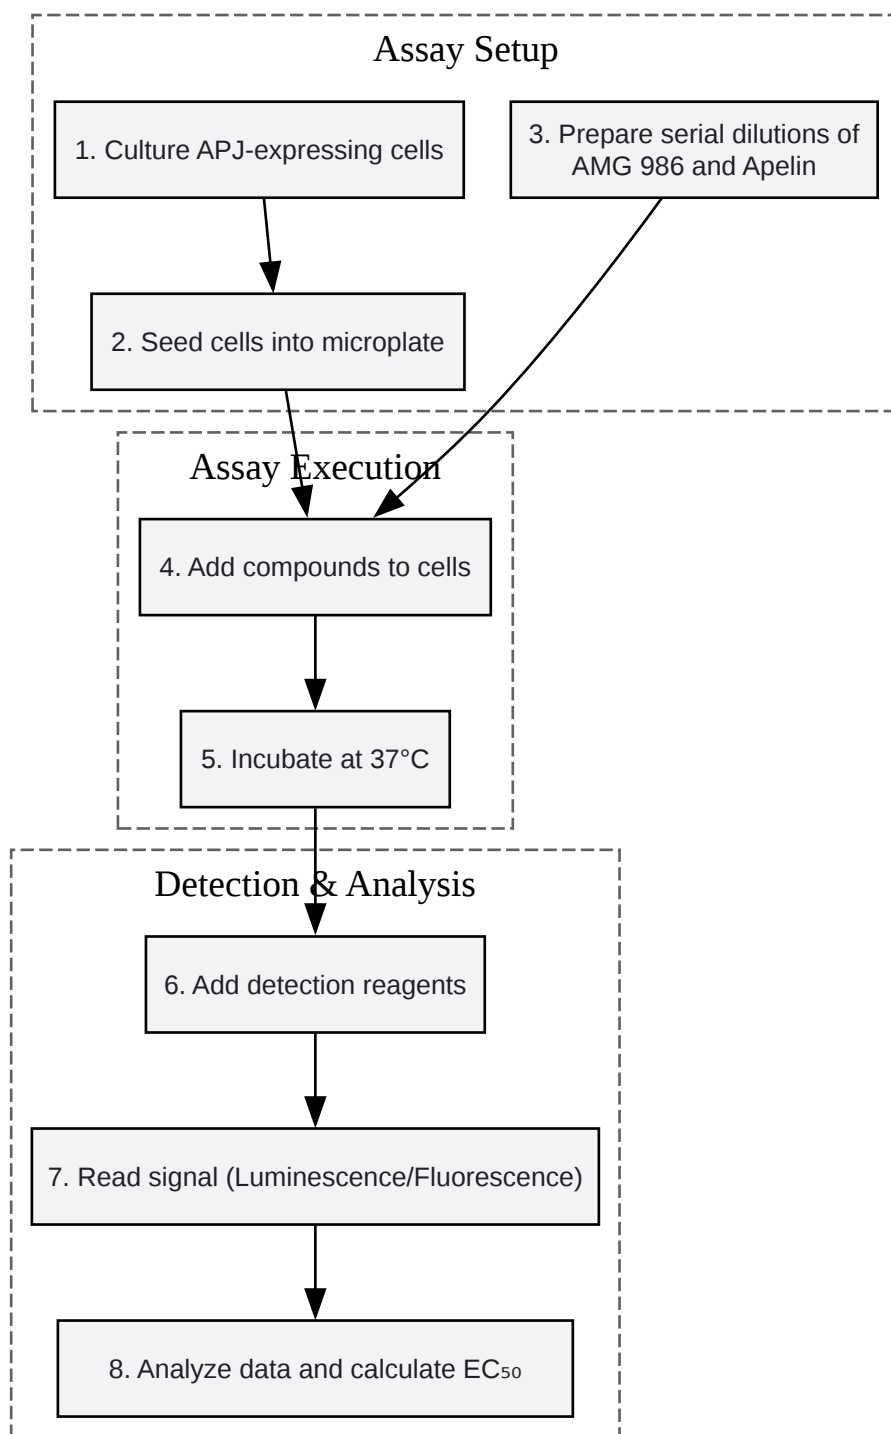 Assay Setup
1. Culture APJ-expressing cells
3. Prepare serial dilutions of
AMG 986 and Apelin
2. Seed cells into microplate
Assay Execution
4. Add compounds to cells
5. Incubate at 37°C
Detection & Analysis
6. Add detection reagents
7. Read signal (Luminescence/Fluorescence)
8. Analyze data and calculate EC₅₀